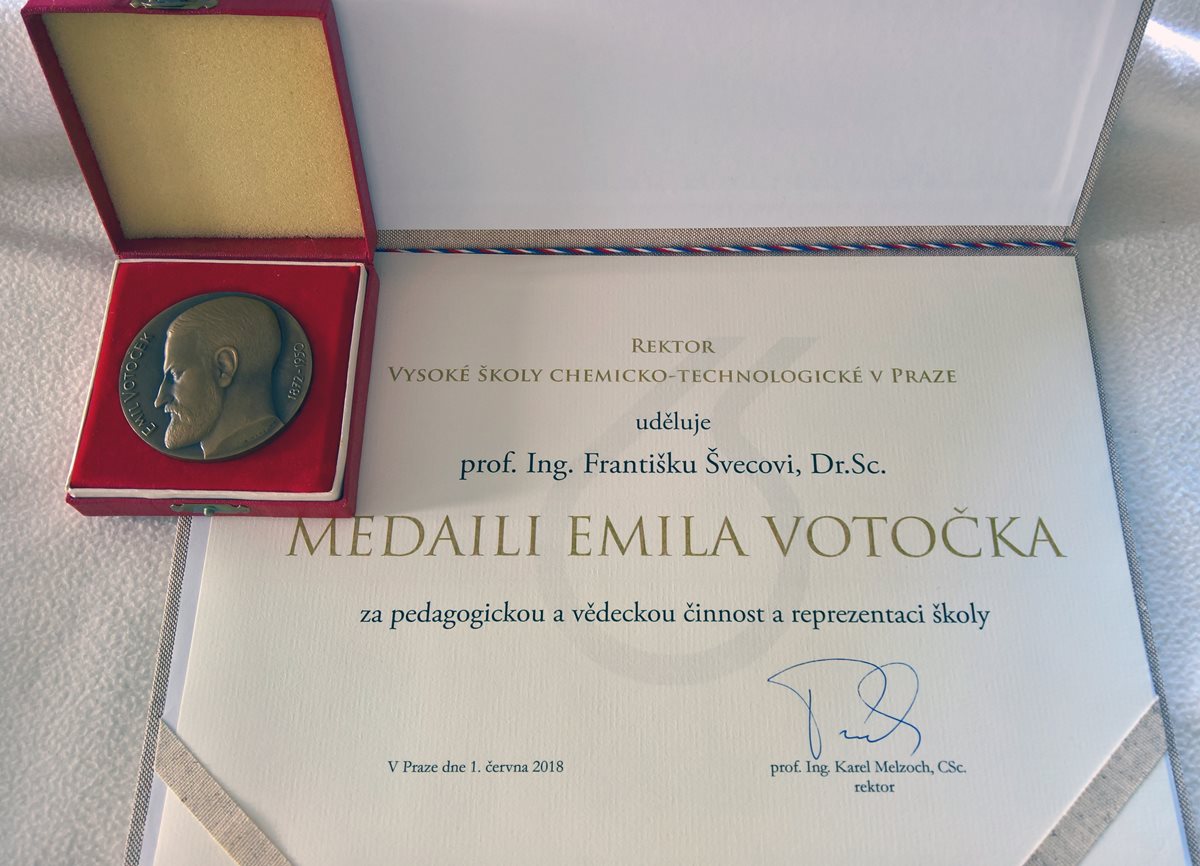 EMIL VOTOČEK
1872-1950
REKTOR
VYSOKÉ ŠKOLY CHEMICKO-TECHNOLOGICKÉ V PRAZE
uděluje
prof. Ing. Františku Švecovi, Dr.Sc.
MEDAILI EMILA VOTOČKA
za pedagogickou a vědeckou činnost a reprezentaci školy
V Praze dne 1. června 2018
prof. Ing. Karel Melzoch, CSc.
rektor